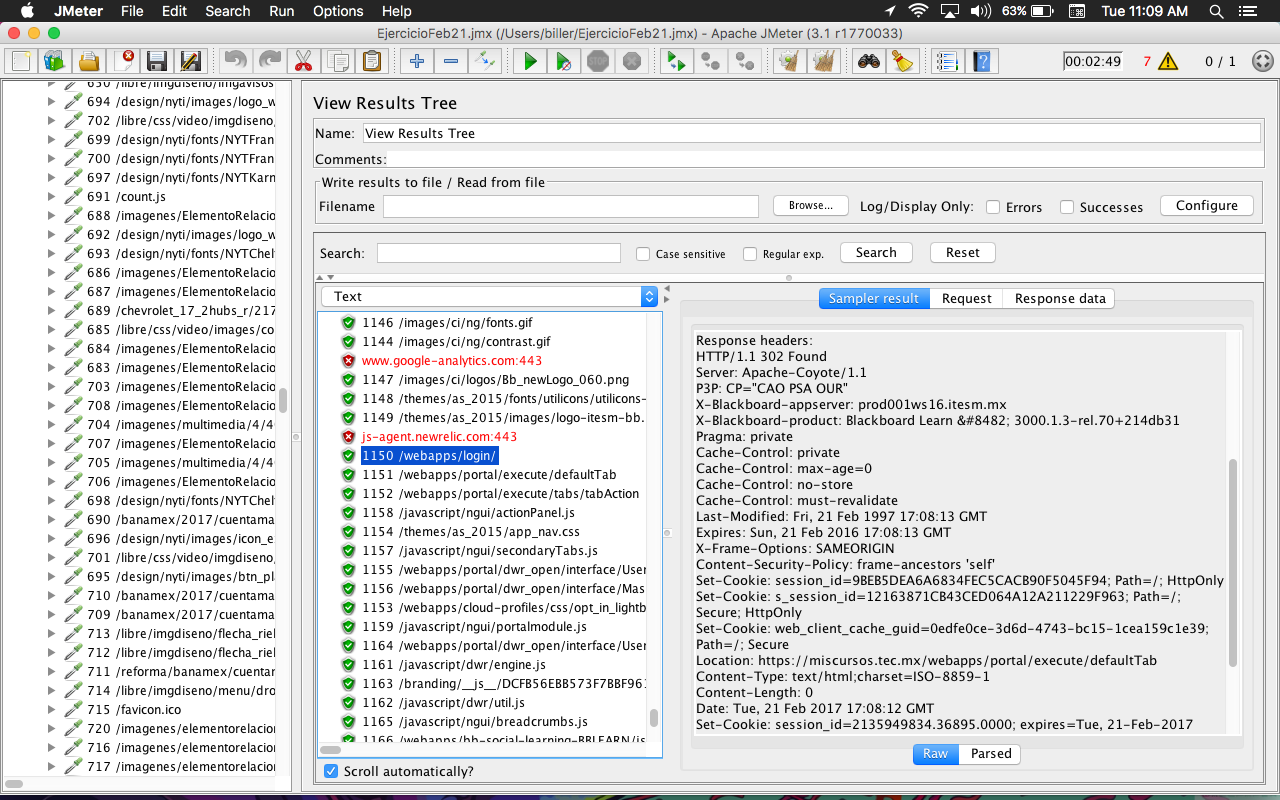 JMeter File Edit Search Run Options Help 63% Tue 11:09 AM
EjercicioFeb21.jmx (/Users/biller/EjercicioFeb21.jmx) - Apache JMeter (3.1 r1770033)
00:02:49 7 0 / 1
650 /libre/imgdiseno/imgavisos
694 /design/nyti/images/logo_w
702 /libre/css/video/imgdiseno,
699 /design/nyti/fonts/NYTFran
700 /design/nyti/fonts/NYTFran
697 /design/nyti/fonts/NYTKarn
691 /count.js
688 /imagenes/ElementoRelacio
692 /design/nyti/images/logo_w
693 /design/nyti/fonts/NYTChel
686 /imagenes/ElementoRelacio
687 /imagenes/ElementoRelacio
689 /chevrolet_17_2hubs_r/217
685 /libre/css/video/images/co
684 /imagenes/ElementoRelacio
683 /imagenes/ElementoRelacio
703 /imagenes/ElementoRelacio
708 /imagenes/ElementoRelacio
704 /imagenes/multimedia/4/46
707 /imagenes/ElementoRelacio
705 /imagenes/multimedia/4/46
706 /imagenes/ElementoRelacio
698 /design/nyti/fonts/NYTChel
690 /banamex/2017/cuentama
696 /design/nyti/images/icon_e
701 /libre/css/video/imgdiseno,
695 /design/nyti/images/btn_pl
710 /banamex/2017/cuentama
709 /banamex/2017/cuentama
713 /libre/imgdiseno/flecha_riel
712 /libre/imgdiseno/flecha_riel
711 /reforma/banamex/cuentar
714 /libre/imgdiseno/menu/dro
715 /favicon.ico
720 /imagenes/elementorelacior
716 /imagenes/elementorelacior
717 /imagenes/elementorelacior
View Results Tree
Name: View Results Tree
Comments:
Write results to file / Read from file
Filename Browse... Log/Display Only: Errors Successes Configure
Search: Case sensitive Regular exp. Search Reset
Text
1146 /images/ci/ng/fonts.gif
1144 /images/ci/ng/contrast.gif
www.google-analytics.com:443
1147 /images/ci/logos/Bb_newLogo_060.png
1148 /themes/as_2015/fonts/utilicons/utilicons-
1149 /themes/as_2015/images/logo-itesm-bb.
js-agent.newrelic.com:443
1150 /webapps/login/
1151 /webapps/portal/execute/defaultTab
1152 /webapps/portal/execute/tabs/tabAction
1158 /javascript/ngui/actionPanel.js
1154 /themes/as_2015/app_nav.css
1157 /javascript/ngui/secondaryTabs.js
1155 /webapps/portal/dwr_open/interface/User
1156 /webapps/portal/dwr_open/interface/Mas
1153 /webapps/cloud-profiles/css/opt_in_lightb
1159 /javascript/ngui/portalmodule.js
1164 /webapps/portal/dwr_open/interface/User
1161 /javascript/dwr/engine.js
1163 /branding/__js__/DCFB56EBB573F7BBF961
1162 /javascript/dwr/util.js
1165 /javascript/ngui/breadcrumbs.js
1166 /webapps/bb-social-learning-BBLEARN/js
Scroll automatically?
Sampler result Request Response data
Response headers:
HTTP/1.1 302 Found
Server: Apache-Coyote/1.1
P3P: CP="CAO PSA OUR"
X-Blackboard-appserver: prod001ws16.itesm.mx
X-Blackboard-product: Blackboard Learn &#8482; 3000.1.3-rel.70+214db31
Pragma: private
Cache-Control: private
Cache-Control: max-age=0
Cache-Control: no-store
Cache-Control: must-revalidate
Last-Modified: Fri, 21 Feb 1997 17:08:13 GMT
Expires: Sun, 21 Feb 2016 17:08:13 GMT
X-Frame-Options: SAMEORIGIN
Content-Security-Policy: frame-ancestors 'self'
Set-Cookie: session_id=9BEB5DEA6A6834FEC5CACB90F5045F94; Path=/; HttpOnly
Set-Cookie: s_session_id=12163871CB43CED064A12A211229F963; Path=/;
Secure; HttpOnly
Set-Cookie: web_client_cache_guid=0edfe0ce-3d6d-4743-bc15-1cea159c1e39;
Path=/; Secure
Location: https://miscursos.tec.mx/webapps/portal/execute/defaultTab
Content-Type: text/html;charset=ISO-8859-1
Content-Length: 0
Date: Tue, 21 Feb 2017 17:08:12 GMT
Set-Cookie: session_id=2135949834.36895.0000; expires=Tue, 21-Feb-2017
Raw Parsed